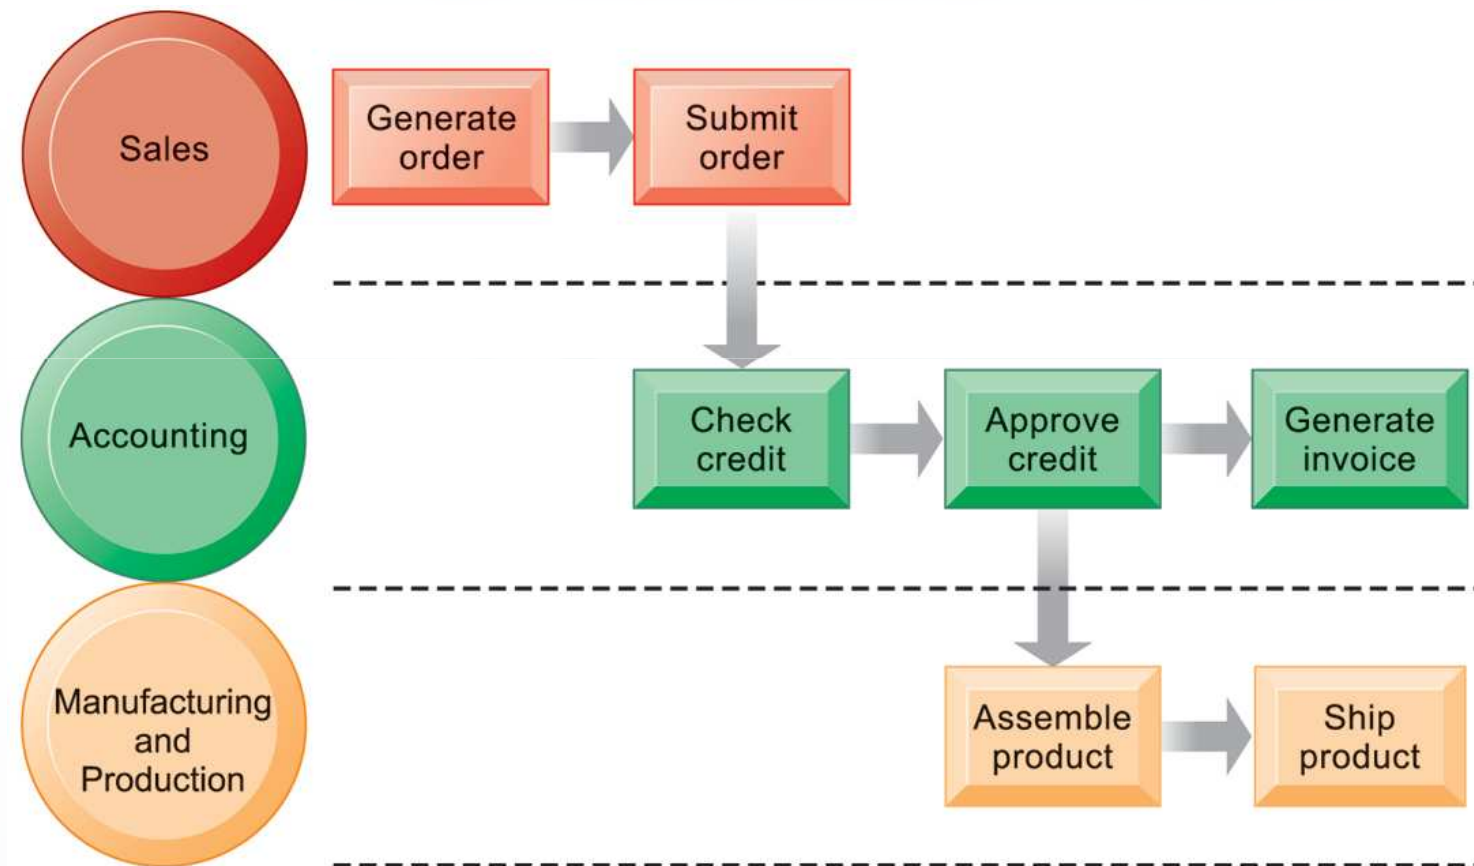 Sales
Generate
order
Submit
order
Accounting
Check
credit
Approve
credit
Generate
invoice
Manufacturing
and
Production
Assemble
product
Ship
product